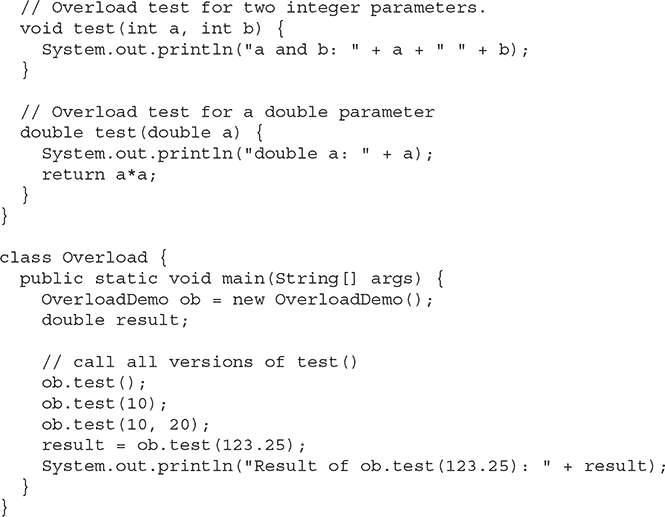 // Overload test for two integer parameters.
void test(int a, int b) {
System.out.println("a and b: " + a + " " + b);
}
// Overload test for a double parameter
double test(double a) {
System.out.println("double a: " + a);
return a*a;
}
}
class Overload {
public static void main(String[] args) {
OverloadDemo ob = new OverloadDemo();
double result;
// call all versions of test()
ob.test();
ob.test(10);
ob.test(10, 20);
result = ob.test(123.25);
System.out.println("Result of ob.test(123.25): " + result);
}
}